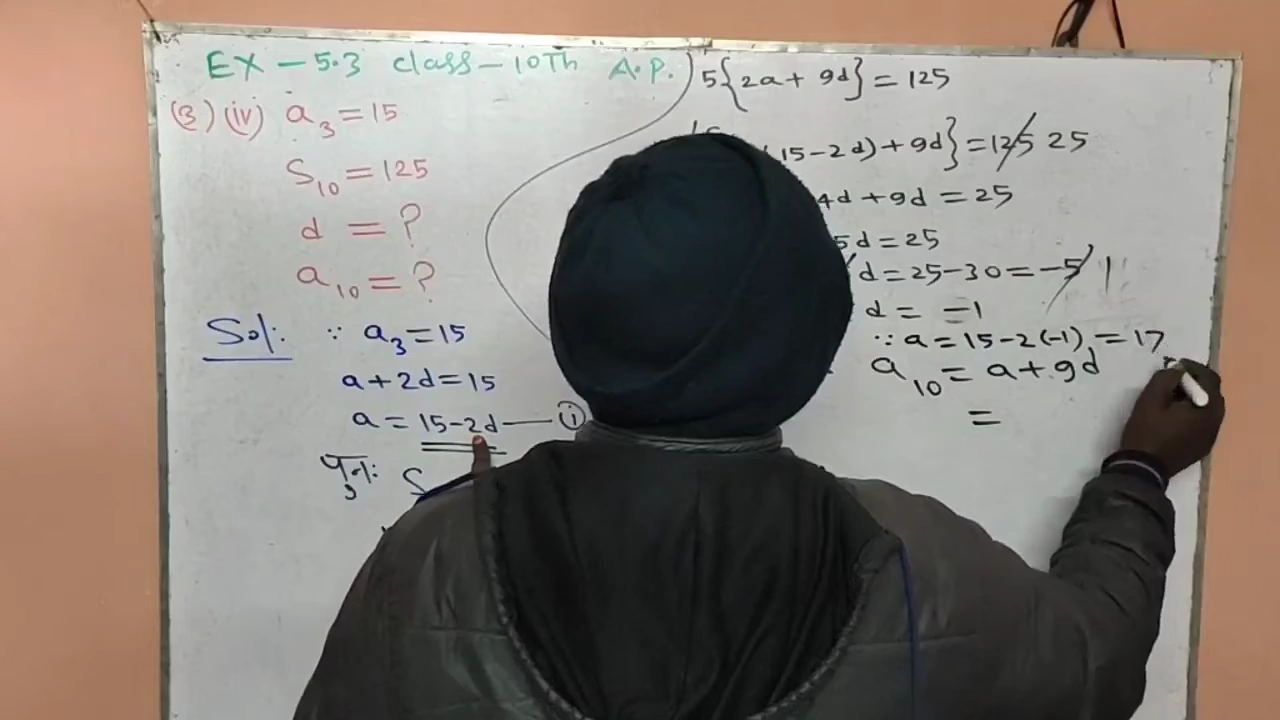 EX - 5.3 class - 10Th A.P.
(3) (iv) a₃ = 15
S₁₀ = 125
d = ?
a₁₀ = ?
Sol: ∵ a₃ = 15
a + 2d = 15
a = 15 - 2d — (i)
पुनः S
5{2a + 9d} = 125
15 - 2d) + 9d} = 125 25
4d + 9d = 25
5d = 25
d = 25 - 30 = -5 1
d = -1
∵ a = 15 - 2(-1) = 17
a₁₀ = a + 9d
=